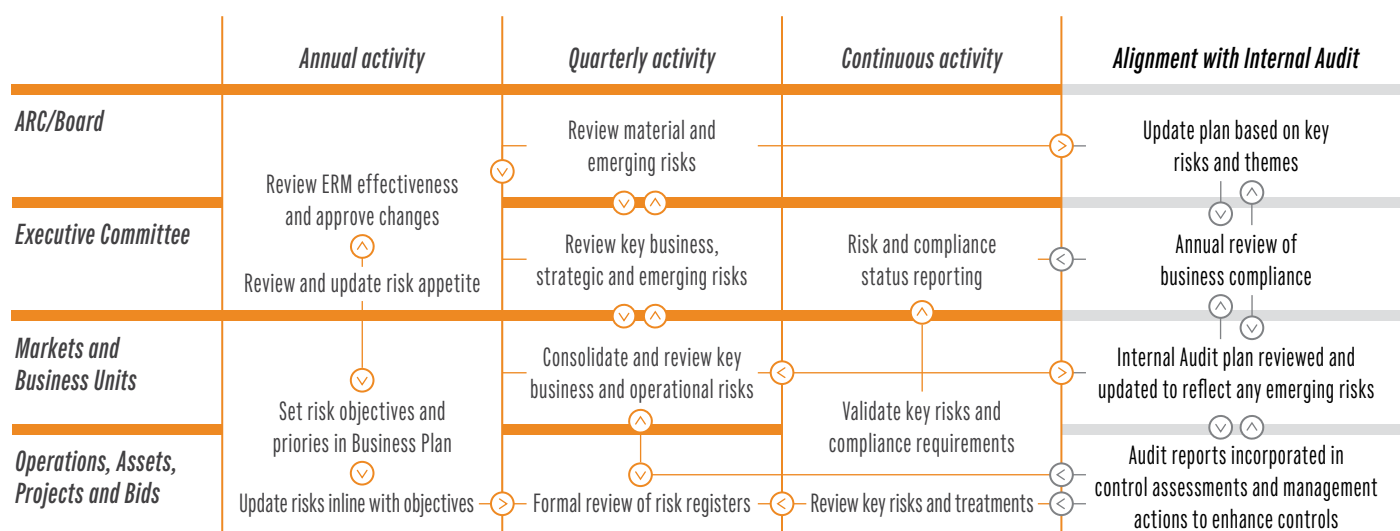 Annual activity
Quarterly activity
Continuous activity
Alignment with Internal Audit
ARC/Board
Review ERM effectiveness
and approve changes
Review material and
emerging risks
Update plan based on key
risks and themes
Executive Committee
Review and update risk appetite
Review key business,
strategic and emerging risks
Risk and compliance
status reporting
Annual review of
business compliance
Markets and
Business Units
Set risk objectives and
priories in Business Plan
Consolidate and review key
business and operational risks
Validate key risks and
compliance requirements
Internal Audit plan reviewed and
updated to reflect any emerging risks
Operations, Assets,
Projects and Bids
Update risks inline with objectives
Formal review of risk registers
Review key risks and treatments
Audit reports incorporated in
control assessments and management
actions to enhance controls